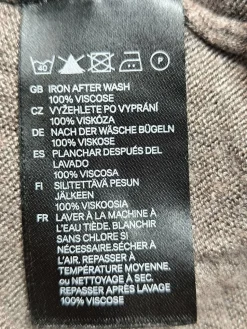 40 P
GB IRON AFTER WASH
100% VISCOSE
CZ VYŽEHLETE PO VYPRÁNÍ
100% VISKÓZA
DE NACH DER WÄSCHE BÜGELN
100% VISKOSE
ES PLANCHAR DESPUÉS DEL
LAVADO
100% VISCOSA
FI SILITETTÄVÄ PESUN
JÄLKEEN
100% VISKOOSIA
FR LAVER À LA MACHINE À
L'EAU TIÈDE. BLANCHIR
SANS CHLORE SI
NÉCESSAIRE.SÉCHER À
L'AIR. REPASSER À
TEMPÉRATURE MOYENNE.
ou NETTOYAGE À SEC.
REPASSER APRÈS LAVAGE
100% VISCOSE